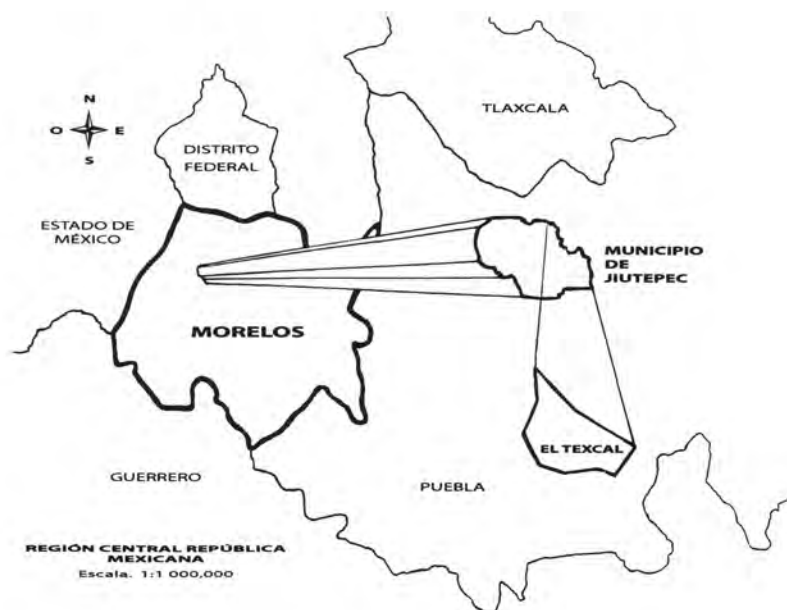 N
O E
S
TLAXCALA
DISTRITO
FEDERAL
ESTADO DE
MÉXICO
MUNICIPIO
DE
JIUTEPEC
MORELOS
EL TEXCAL
GUERRERO
PUEBLA
REGIÓN CENTRAL REPÚBLICA
MEXICANA
Escala. 1:1 000,000